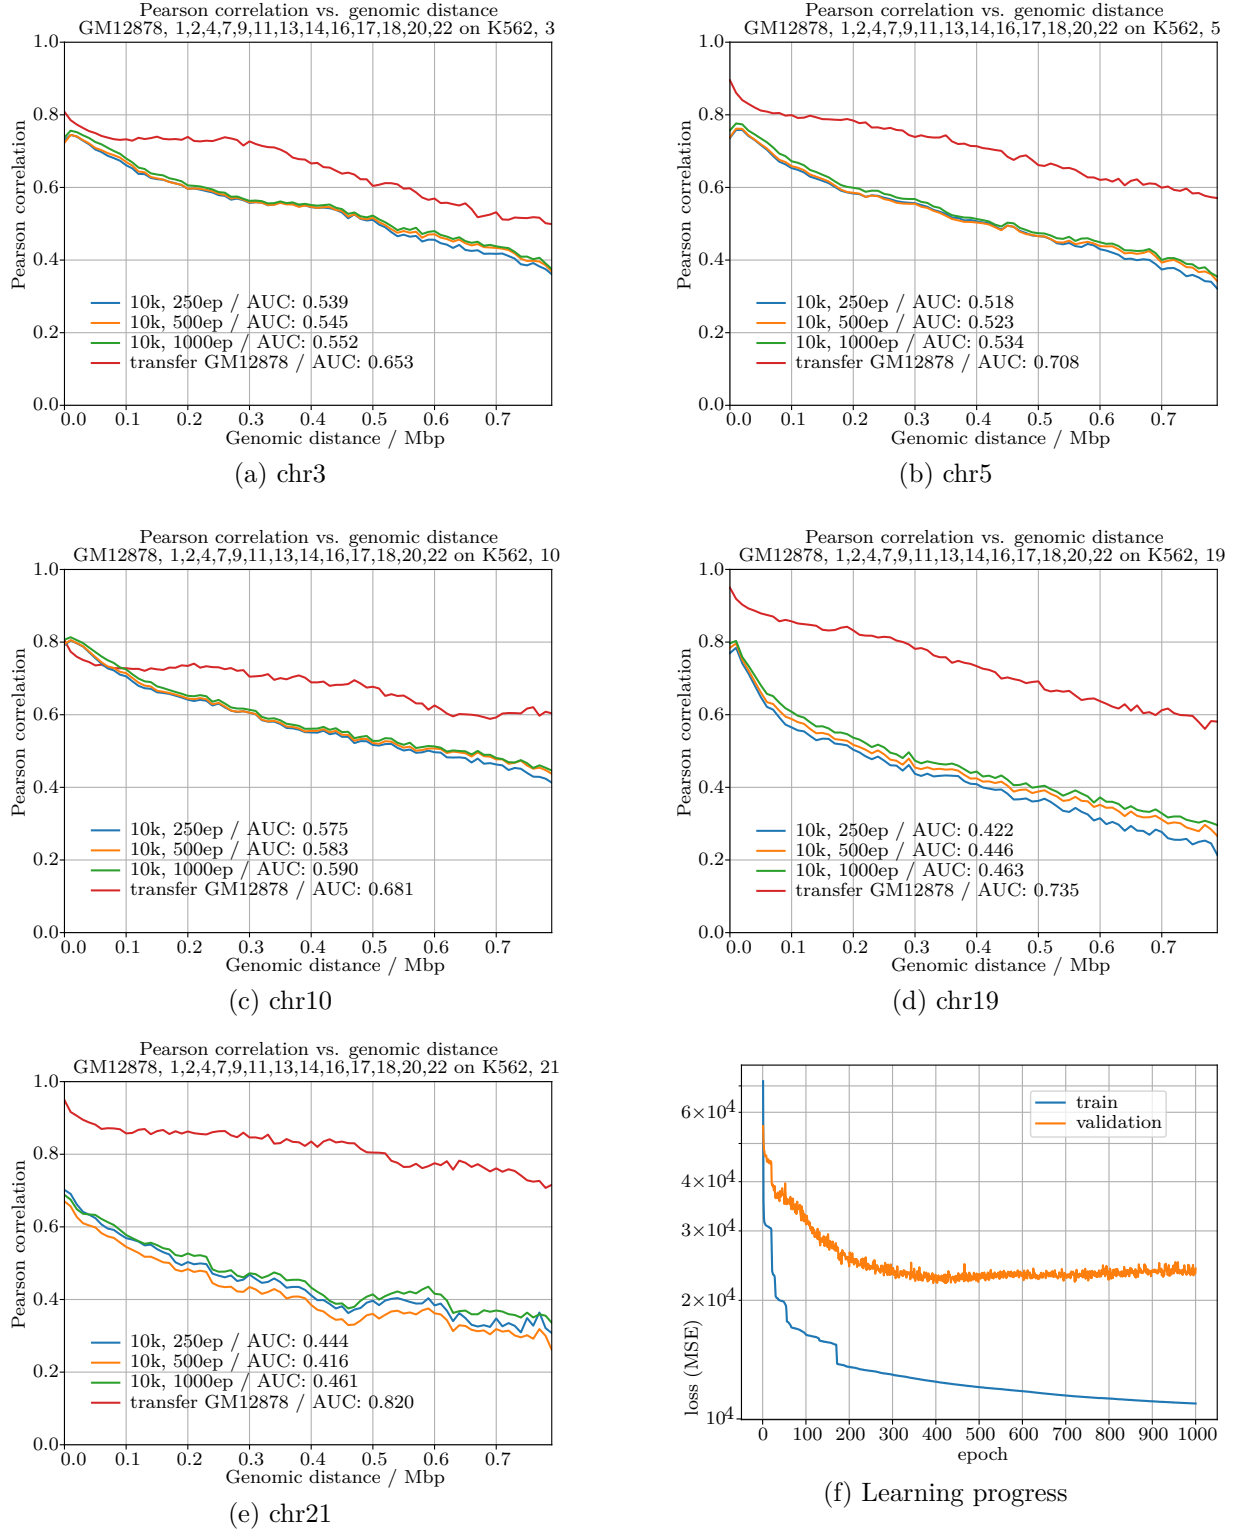 Pearson correlation vs. genomic distance
GM12878, 1,2,4,7,9,11,13,14,16,17,18,20,22 on K562, 3
1.0
0.8
0.6
0.4
0.2
0.0
Pearson correlation
10k, 250ep / AUC: 0.539
10k, 500ep / AUC: 0.545
10k, 1000ep / AUC: 0.552
transfer GM12878 / AUC: 0.653
0.0 0.1 0.2 0.3 0.4 0.5 0.6 0.7
Genomic distance / Mbp
(a) chr3
Pearson correlation vs. genomic distance
GM12878, 1,2,4,7,9,11,13,14,16,17,18,20,22 on K562, 5
1.0
0.8
0.6
0.4
0.2
0.0
Pearson correlation
10k, 250ep / AUC: 0.518
10k, 500ep / AUC: 0.523
10k, 1000ep / AUC: 0.534
transfer GM12878 / AUC: 0.708
0.0 0.1 0.2 0.3 0.4 0.5 0.6 0.7
Genomic distance / Mbp
(b) chr5
Pearson correlation vs. genomic distance
GM12878, 1,2,4,7,9,11,13,14,16,17,18,20,22 on K562, 10
1.0
0.8
0.6
0.4
0.2
0.0
Pearson correlation
10k, 250ep / AUC: 0.575
10k, 500ep / AUC: 0.583
10k, 1000ep / AUC: 0.590
transfer GM12878 / AUC: 0.681
0.0 0.1 0.2 0.3 0.4 0.5 0.6 0.7
Genomic distance / Mbp
(c) chr10
Pearson correlation vs. genomic distance
GM12878, 1,2,4,7,9,11,13,14,16,17,18,20,22 on K562, 19
1.0
0.8
0.6
0.4
0.2
0.0
Pearson correlation
10k, 250ep / AUC: 0.422
10k, 500ep / AUC: 0.446
10k, 1000ep / AUC: 0.463
transfer GM12878 / AUC: 0.735
0.0 0.1 0.2 0.3 0.4 0.5 0.6 0.7
Genomic distance / Mbp
(d) chr19
Pearson correlation vs. genomic distance
GM12878, 1,2,4,7,9,11,13,14,16,17,18,20,22 on K562, 21
1.0
0.8
0.6
0.4
0.2
0.0
Pearson correlation
10k, 250ep / AUC: 0.444
10k, 500ep / AUC: 0.416
10k, 1000ep / AUC: 0.461
transfer GM12878 / AUC: 0.820
0.0 0.1 0.2 0.3 0.4 0.5 0.6 0.7
Genomic distance / Mbp
(e) chr21
6×10⁴
4×10⁴
3×10⁴
2×10⁴
10⁴
loss (MSE)
train
validation
0 100 200 300 400 500 600 700 800 900 1000
epoch
(f) Learning progress